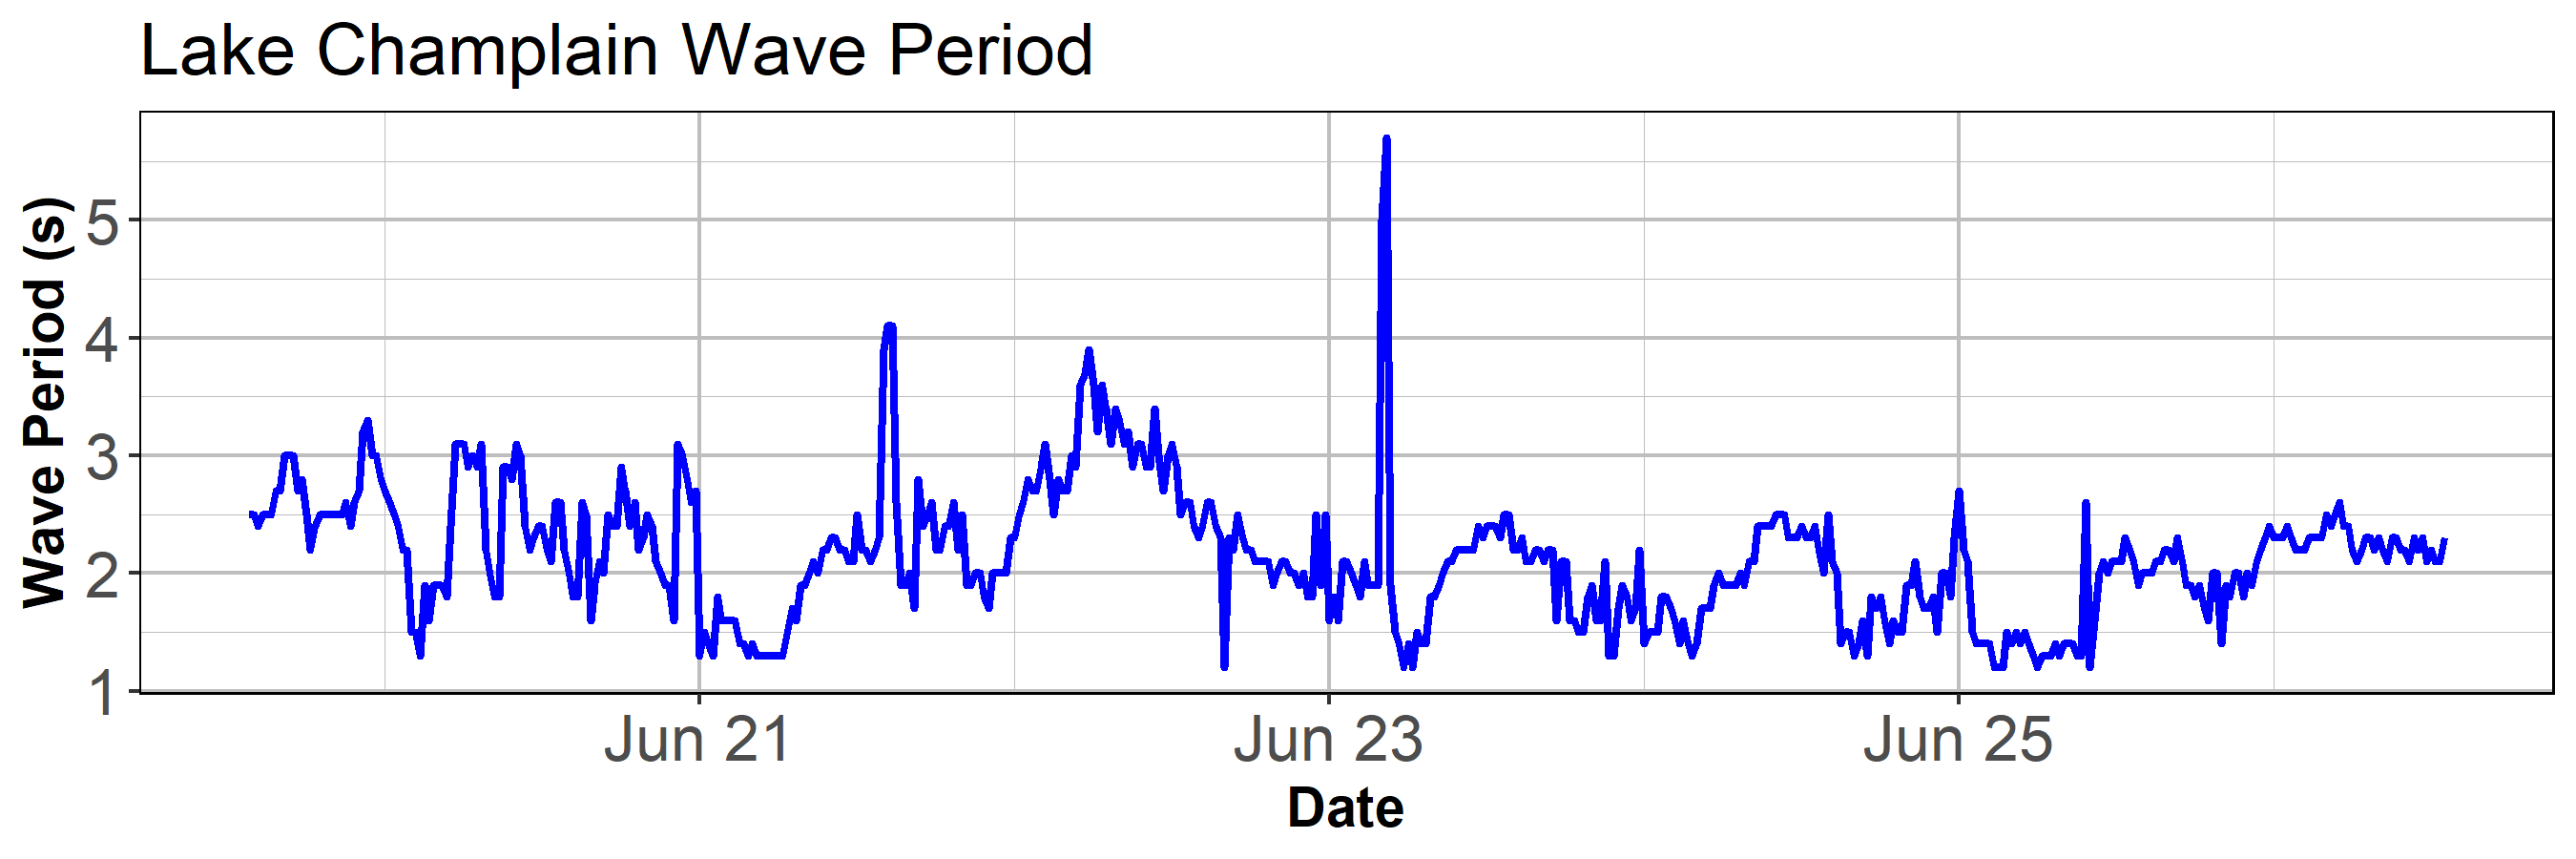 Lake Champlain Wave Period
Wave Period (s)
5
4
3
2
1
Jun 21
Jun 23
Jun 25
Date